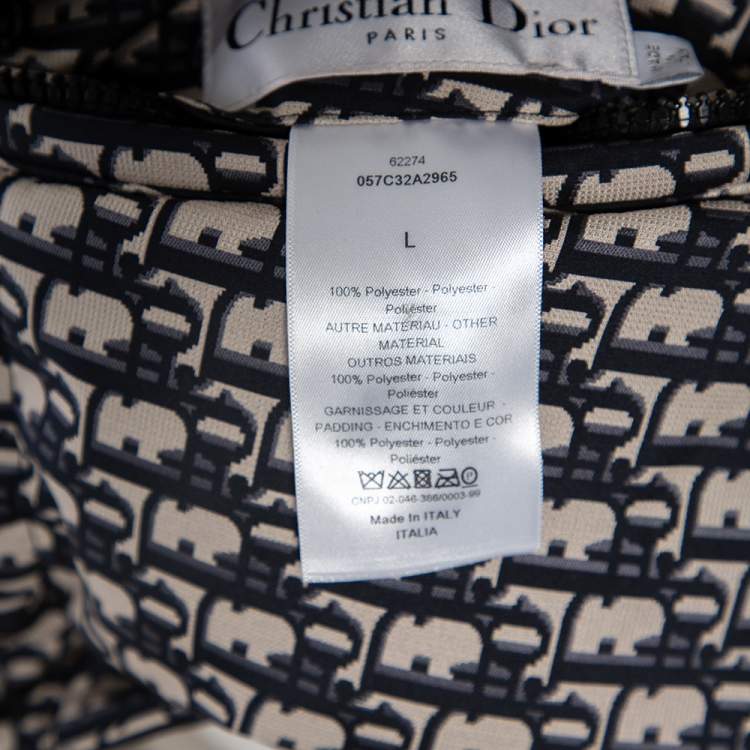 Christian Dior
PARIS
MADE
62274
057C32A2965
L
100% Polyester - Polyester -
Poliéster
AUTRE MATERIAU - OTHER
MATERIAL
OUTROS MATERIAIS
100% Polyester - Polyester -
Poliéster
GARNISSAGE ET COULEUR -
PADDING - ENCHIMENTO E COR
100% Polyester - Polyester -
Poliéster
CNPJ 02-046-366/0003-99
Made In ITALY
ITALIA